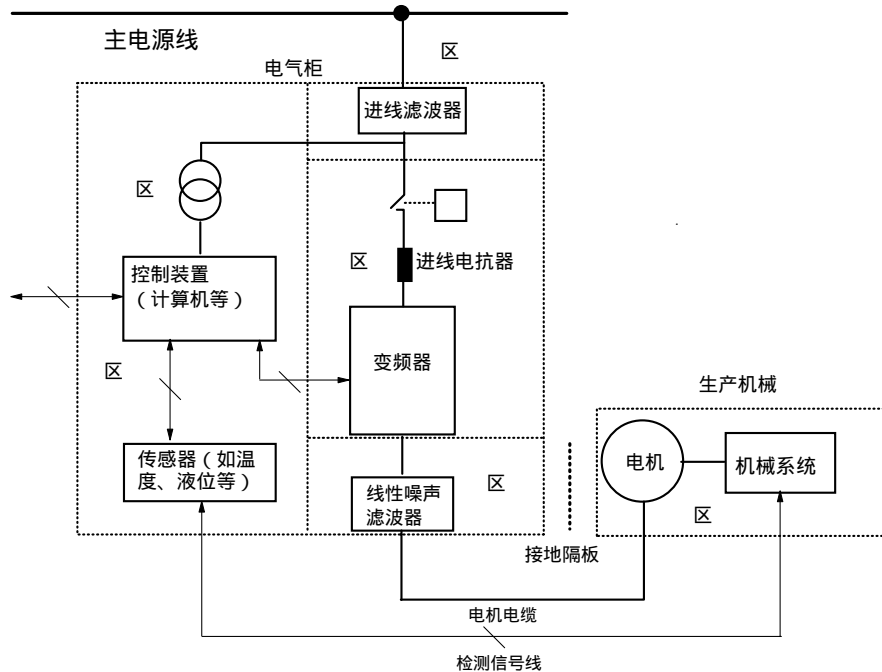 主电源线
区
电气柜
进线滤波器
区
区
进线电抗器
控制装置
（计算机等）
变频器
区
生产机械
传感器（如温
度、液位等）
线性噪声
滤波器
区
电机
机械系统
区
接地隔板
电机电缆
检测信号线